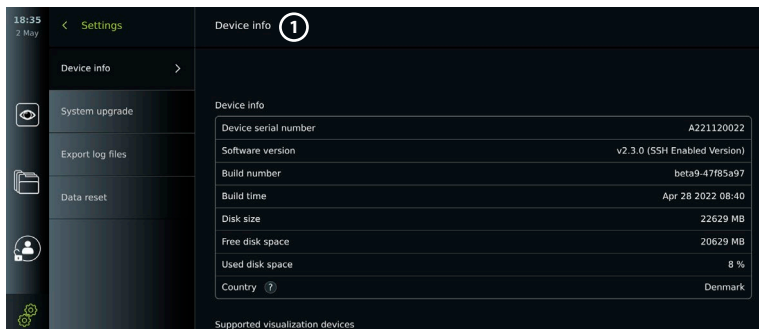 18:35
2 May
< Settings
Device info 1
Device info >
System upgrade
Export log files
Data reset
Device info
Device serial number A221120022
Software version v2.3.0 (SSH Enabled Version)
Build number beta9-47f85a97
Build time Apr 28 2022 08:40
Disk size 22629 MB
Free disk space 20629 MB
Used disk space 8 %
Country ? Denmark
Supported visualization devices